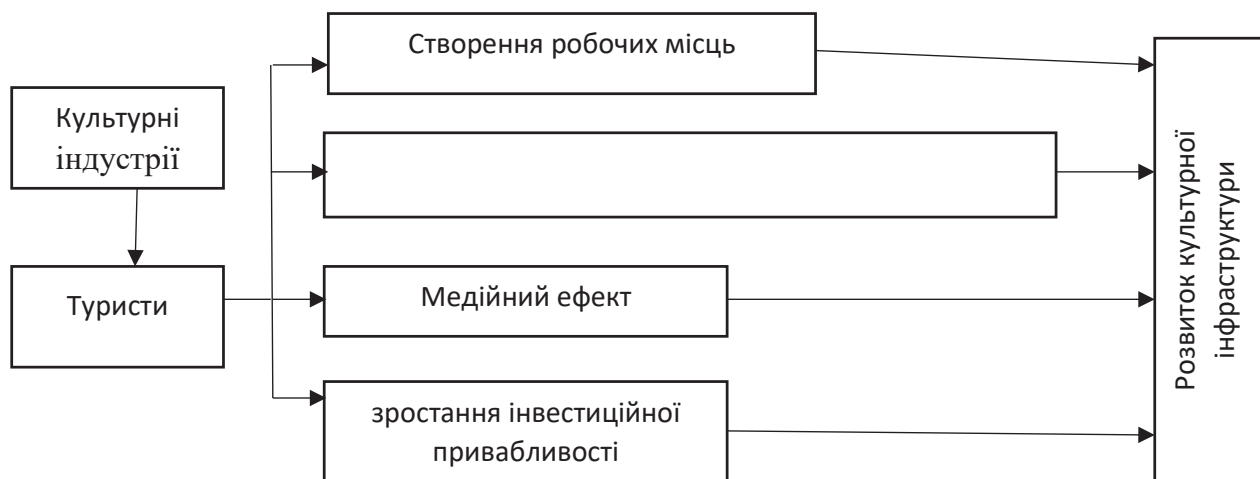 Створення робочих місць
Культурні
індустрії
Туристи
Медійний ефект
зростання інвестиційної
привабливості
Розвиток культурної
інфраструктури